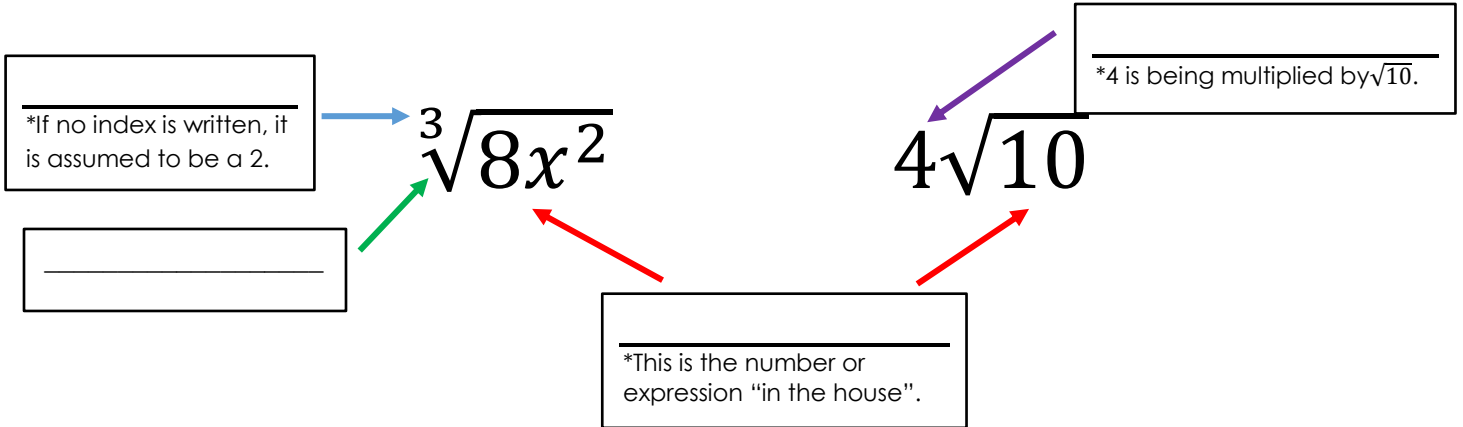 *4 is being multiplied by√10.
*If no index is written, it
is assumed to be a 2.
∛8x²
4√10
*This is the number or
expression “in the house”.